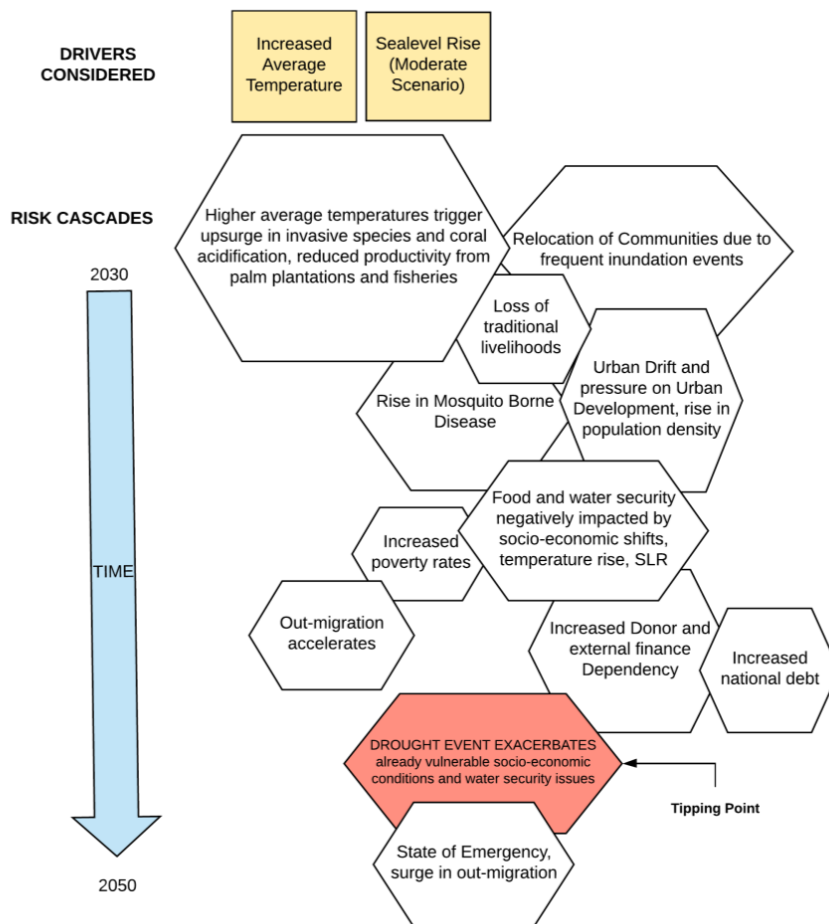 DRIVERS
CONSIDERED
Increased
Average
Temperature
Sealevel Rise
(Moderate
Scenario)
RISK CASCADES
Higher average temperatures trigger
upsurge in invasive species and coral
acidification, reduced productivity from
palm plantations and fisheries
Relocation of Communities due to
frequent inundation events
2030
Loss of
traditional
livelihoods
Urban Drift and
pressure on Urban
Development, rise in
population density
Rise in Mosquito Borne
Disease
Food and water security
negatively impacted by
socio-economic shifts,
temperature rise, SLR
Increased
poverty rates
TIME
Out-migration
accelerates
Increased Donor and
external finance
Dependency
Increased
national debt
DROUGHT EVENT EXACERBATES
already vulnerable socio-economic
conditions and water security issues
Tipping Point
State of Emergency,
surge in out-migration
2050